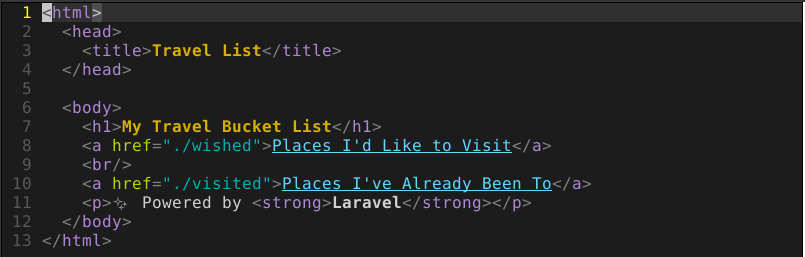 1 <html>
2   <head>
3     <title>Travel List</title>
4   </head>
5
6   <body>
7     <h1>My Travel Bucket List</h1>
8     <a href="./wished">Places I'd Like to Visit</a>
9     <br/>
10     <a href="./visited">Places I've Already Been To</a>
11     <p>✨ Powered by <strong>Laravel</strong></p>
12   </body>
13 </html>